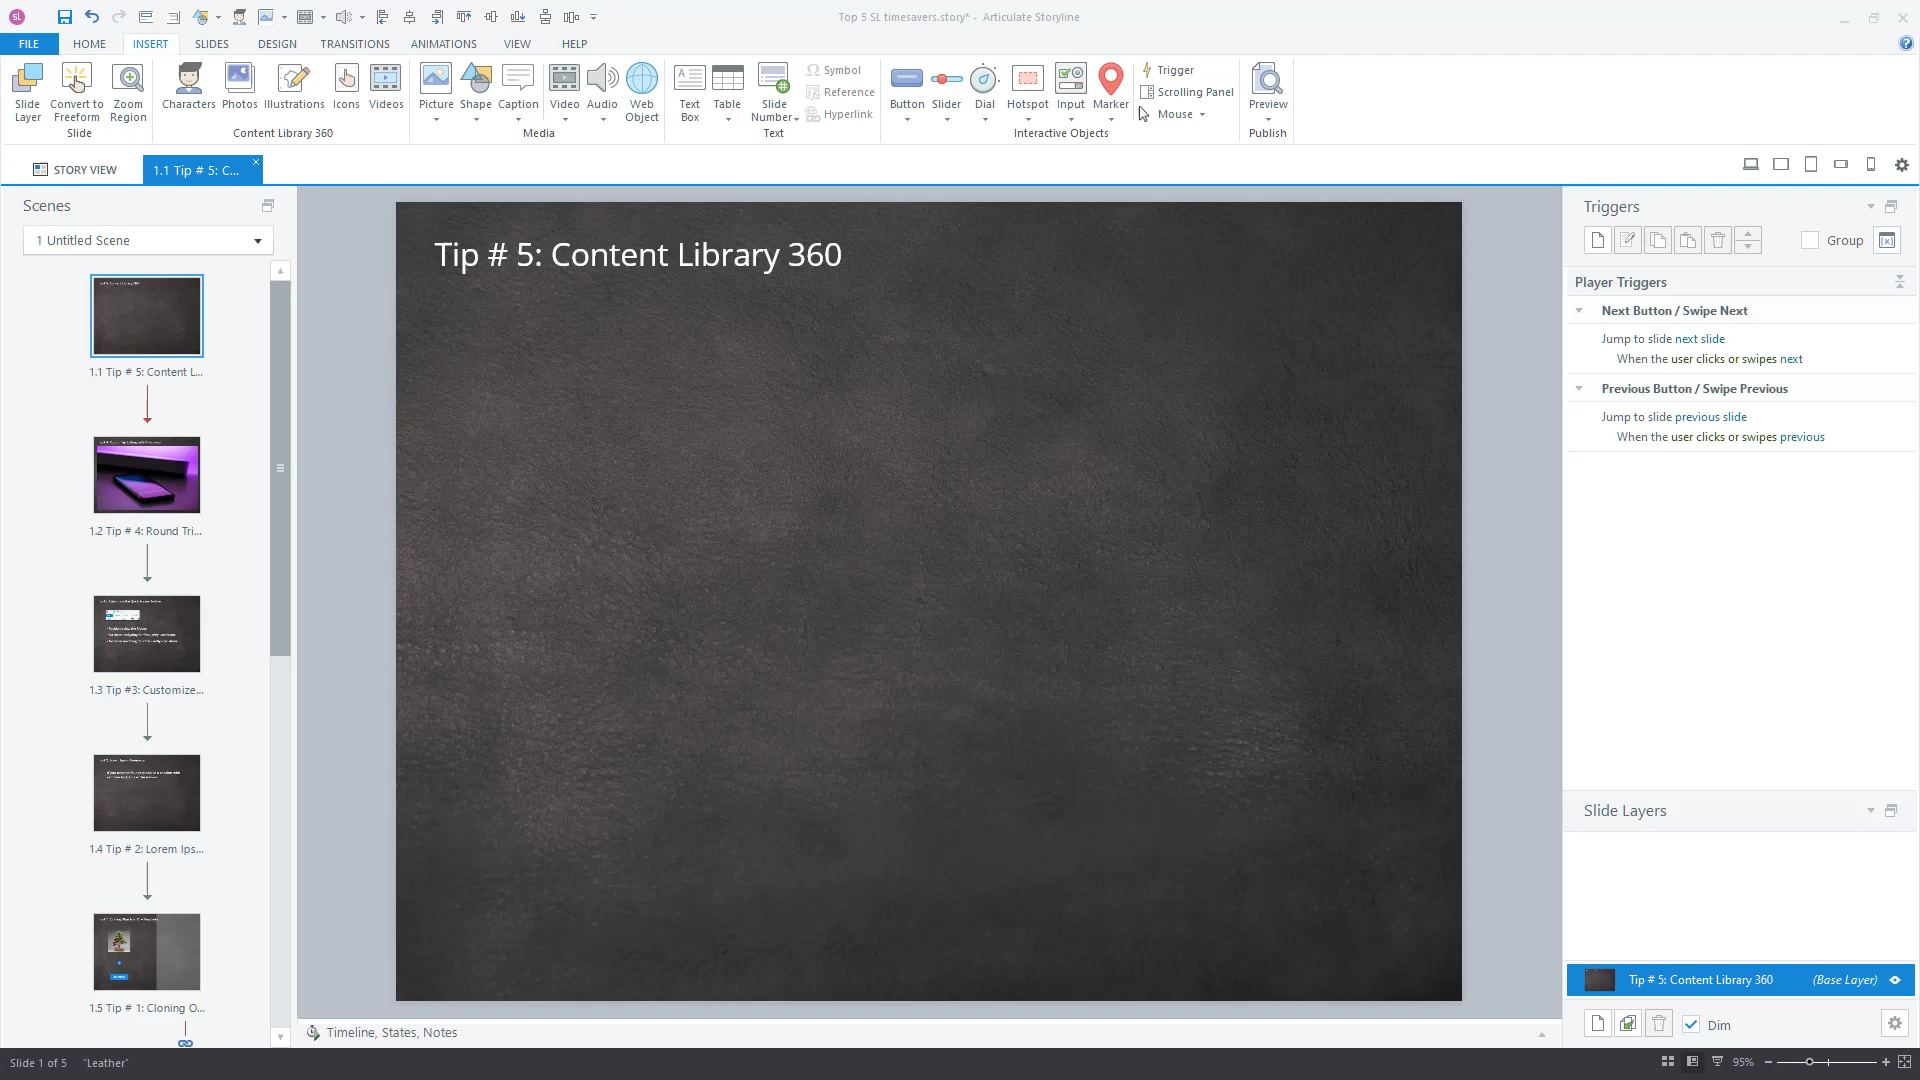 sl
Top 5 SL timesavers.story* - Articulate Storyline
FILE HOME INSERT SLIDES DESIGN TRANSITIONS ANIMATIONS VIEW HELP
Slide Layer
Convert to Freeform
Zoom Region
Slide
Characters
Photos
Illustrations
Icons
Videos
Content Library 360
Picture
Shape
Caption
Video
Audio
Web Object
Media
Text Box
Table
Slide Number
Symbol
Reference
Hyperlink
Text
Button
Slider
Dial
Hotspot
Input
Marker
Trigger
Scrolling Panel
Mouse
Interactive Objects
Preview
Publish
STORY VIEW
1.1 Tip # 5: C...
Scenes
1 Untitled Scene
1.1 Tip # 5: Content L...
1.2 Tip # 4: Round Tri...
1.3 Tip #3: Customize...
1.4 Tip # 2: Lorem Ips...
1.5 Tip # 1: Cloning O...
Tip # 5: Content Library 360
Timeline, States, Notes
Triggers
Group
Player Triggers
Next Button / Swipe Next
Jump to slide next slide
When the user clicks or swipes next
Previous Button / Swipe Previous
Jump to slide previous slide
When the user clicks or swipes previous
Slide Layers
Tip # 5: Content Library 360 (Base Layer)
Dim
Slide 1 of 5 "Leather"
95%